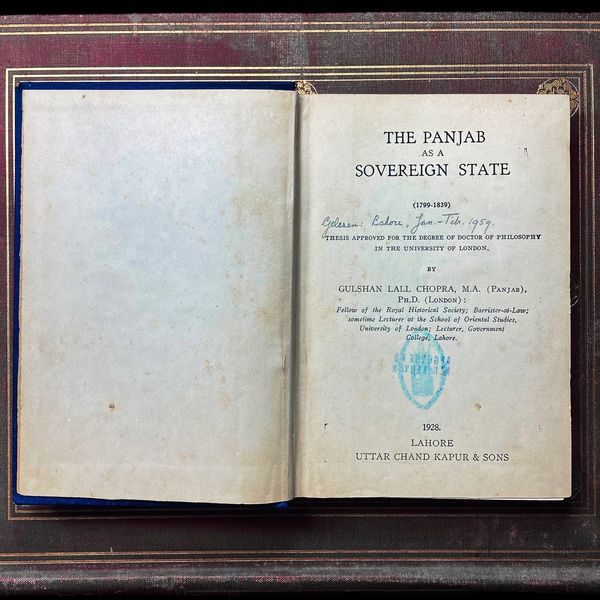 THE PANJAB
AS A
SOVEREIGN STATE
(1799-1839)
Gelesen: Lahore, Jan.-Feb. 1959.
THESIS APPROVED FOR THE DEGREE OF DOCTOR OF PHILOSOPHY
IN THE UNIVERSITY OF LONDON.
BY
GULSHAN LALL CHOPRA, M.A. (PANJAB),
PH.D. (LONDON):
Fellow of the Royal Historical Society; Barrister-at-Law;
sometime Lecturer at the School of Oriental Studies,
University of London; Lecturer, Government
College, Lahore.
1928.
LAHORE
UTTAR CHAND KAPUR & SONS